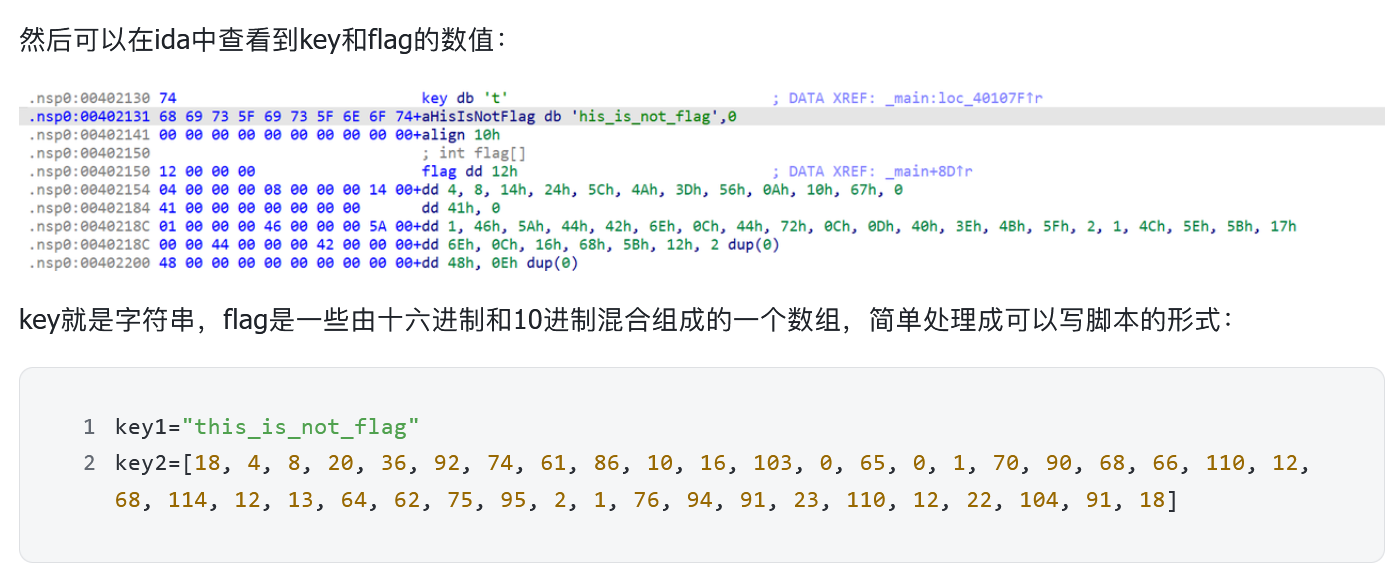 然后可以在ida中查看到key和flag的数值：
.nsp0:00402130 74 key db 't' ; DATA XREF: _main:loc_40107F↑r
.nsp0:00402131 68 69 73 5F 69 73 5F 6E 6F 74+aHisIsNotFlag db 'his_is_not_flag',0
.nsp0:00402141 00 00 00 00 00 00 00 00 00 00+align 10h
.nsp0:00402150 ; int flag[]
.nsp0:00402150 12 00 00 00 flag dd 12h ; DATA XREF: _main+8D↑r
.nsp0:00402154 04 00 00 00 08 00 00 00 14 00+dd 4, 8, 14h, 24h, 5Ch, 4Ah, 3Dh, 56h, 0Ah, 10h, 67h, 0
.nsp0:00402184 41 00 00 00 00 00 00 00 dd 41h, 0
.nsp0:0040218C 01 00 00 00 46 00 00 00 5A 00+dd 1, 46h, 5Ah, 44h, 42h, 6Eh, 0Ch, 44h, 72h, 0Ch, 0Dh, 40h, 3Eh, 4Bh, 5Fh, 2, 1, 4Ch, 5Eh, 5Bh, 17h
.nsp0:0040218C 00 00 44 00 00 00 42 00 00 00+dd 6Eh, 0Ch, 16h, 68h, 5Bh, 12h, 2 dup(0)
.nsp0:00402200 48 00 00 00 00 00 00 00 00 00+dd 48h, 0Eh dup(0)
key就是字符串，flag是一些由十六进制和10进制混合组成的一个数组，简单处理成可以写脚本的形式：
1 key1="this_is_not_flag"
2 key2=[18, 4, 8, 20, 36, 92, 74, 61, 86, 10, 16, 103, 0, 65, 0, 1, 70, 90, 68, 66, 110, 12,
68, 114, 12, 13, 64, 62, 75, 95, 2, 1, 76, 94, 91, 23, 110, 12, 22, 104, 91, 18]